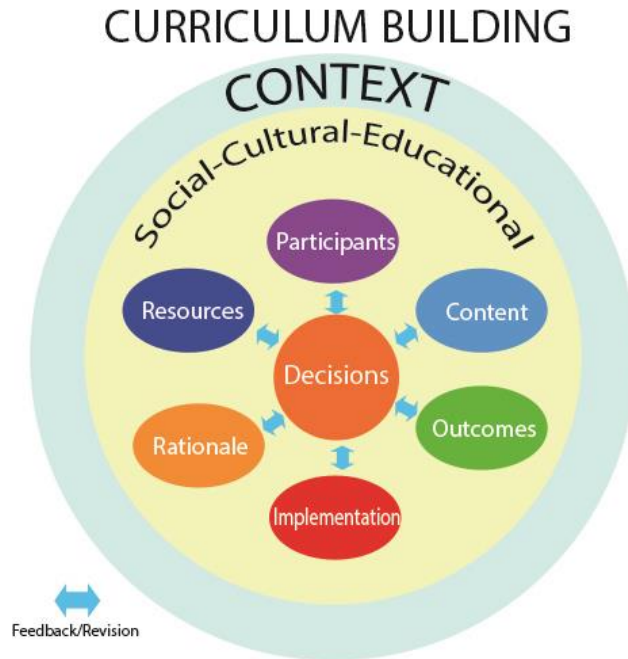 CURRICULUM BUILDING
CONTEXT
Social-Cultural-Educational
Participants
Resources
Content
Decisions
Rationale
Outcomes
Implementation
Feedback/Revision